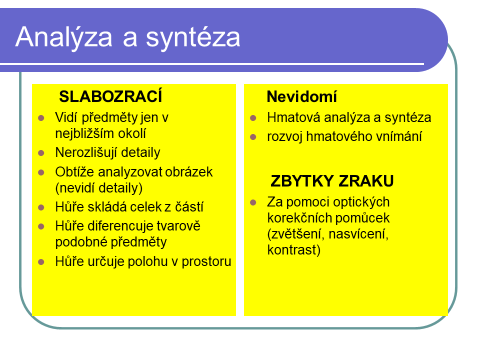 Analýza a syntéza
SLABOZRACÍ
Vidí předměty jen v
nejbližším okolí
Nerozlišují detaily
Obtíže analyzovat obrázek
(nevidí detaily)
Hůře skládá celek z částí
Hůře diferencuje tvarově
podobné předměty
Hůře určuje polohu v prostoru
Nevidomí
Hmatová analýza a syntéza
rozvoj hmatového vnímání
ZBYTKY ZRAKU
Za pomoci optických
korekčních pomůcek
(zvětšení, nasvícení,
kontrast)